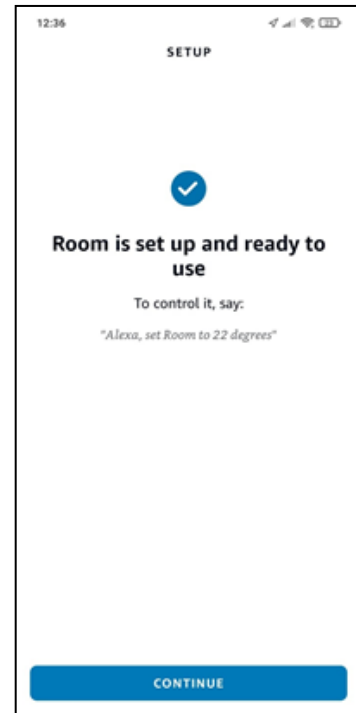 12:36
SETUP
Room is set up and ready to
use
To control it, say:
"Alexa, set Room to 22 degrees"
CONTINUE